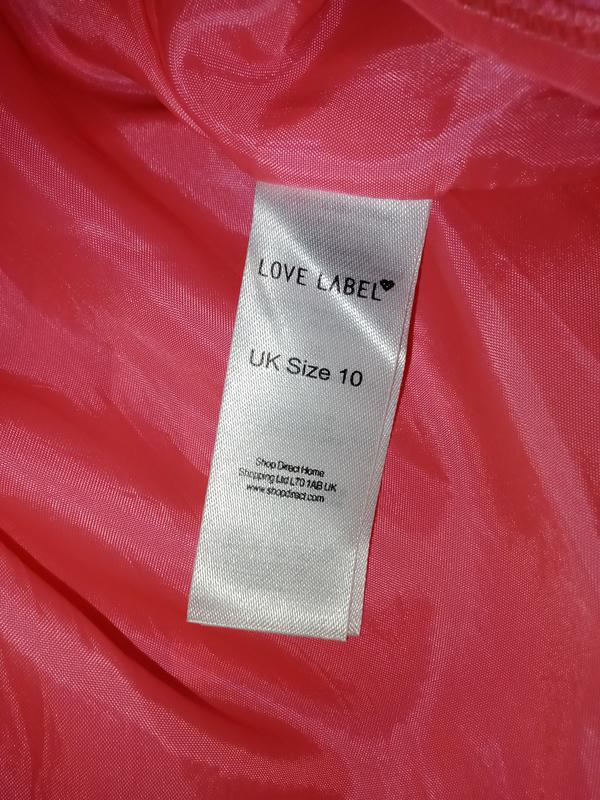 LOVE LABEL
UK Size 10
Shop Direct Home
Shopping Ltd L70 1AB UK
www.shopdirect.com